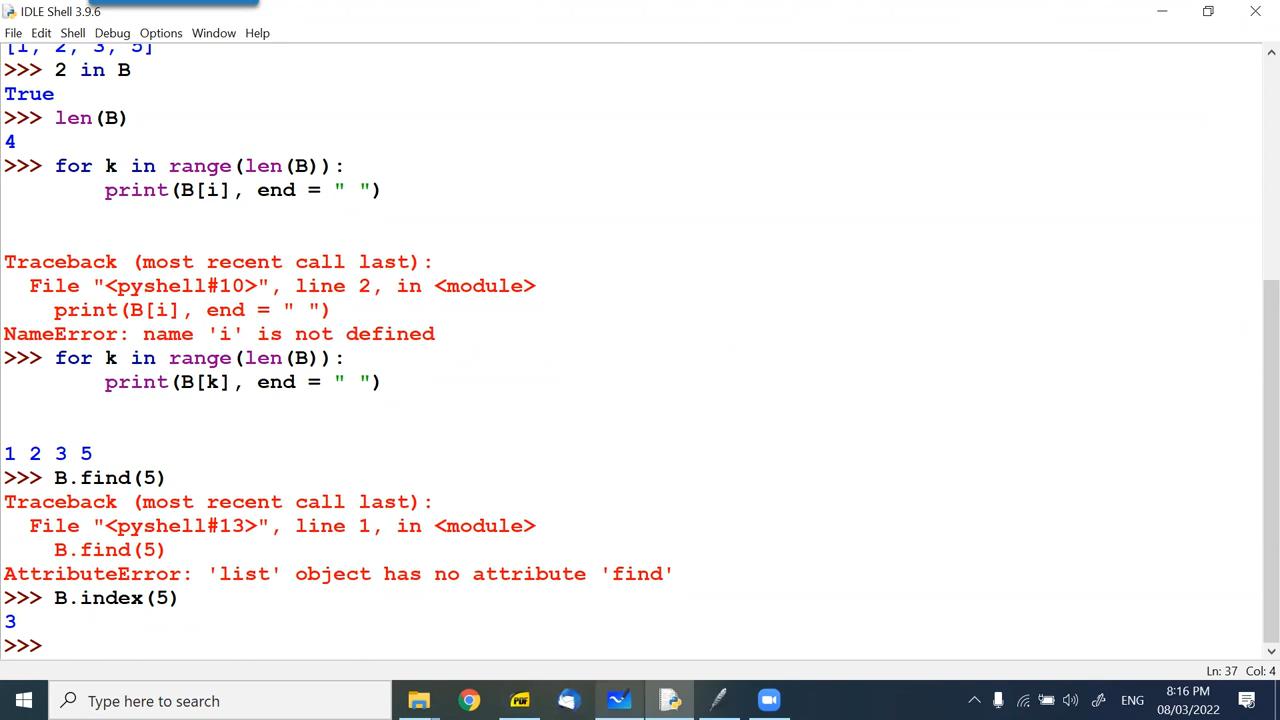 IDLE Shell 3.9.6
File Edit Shell Debug Options Window Help
[1, 2, 3, 5]
>>> 2 in B
True
>>> len(B)
4
>>> for k in range(len(B)):
        print(B[i], end = " ")
Traceback (most recent call last):
  File "<pyshell#10>", line 2, in <module>
    print(B[i], end = " ")
NameError: name 'i' is not defined
>>> for k in range(len(B)):
        print(B[k], end = " ")
1 2 3 5
>>> B.find(5)
Traceback (most recent call last):
  File "<pyshell#13>", line 1, in <module>
    B.find(5)
AttributeError: 'list' object has no attribute 'find'
>>> B.index(5)
3
>>>
Ln: 37 Col: 4
Type here to search
PDF
ENG
8:16 PM
08/03/2022